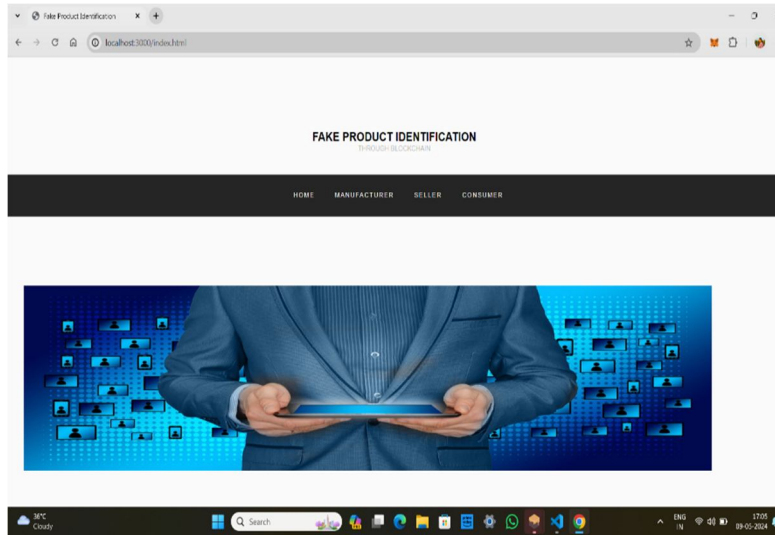 Fake Product Identification
localhost:3000/index.html
FAKE PRODUCT IDENTIFICATION
THROUGH BLOCKCHAIN
HOME MANUFACTURER SELLER CONSUMER
36°C
Cloudy
Search
ENG
IN
17:05
09-05-2024